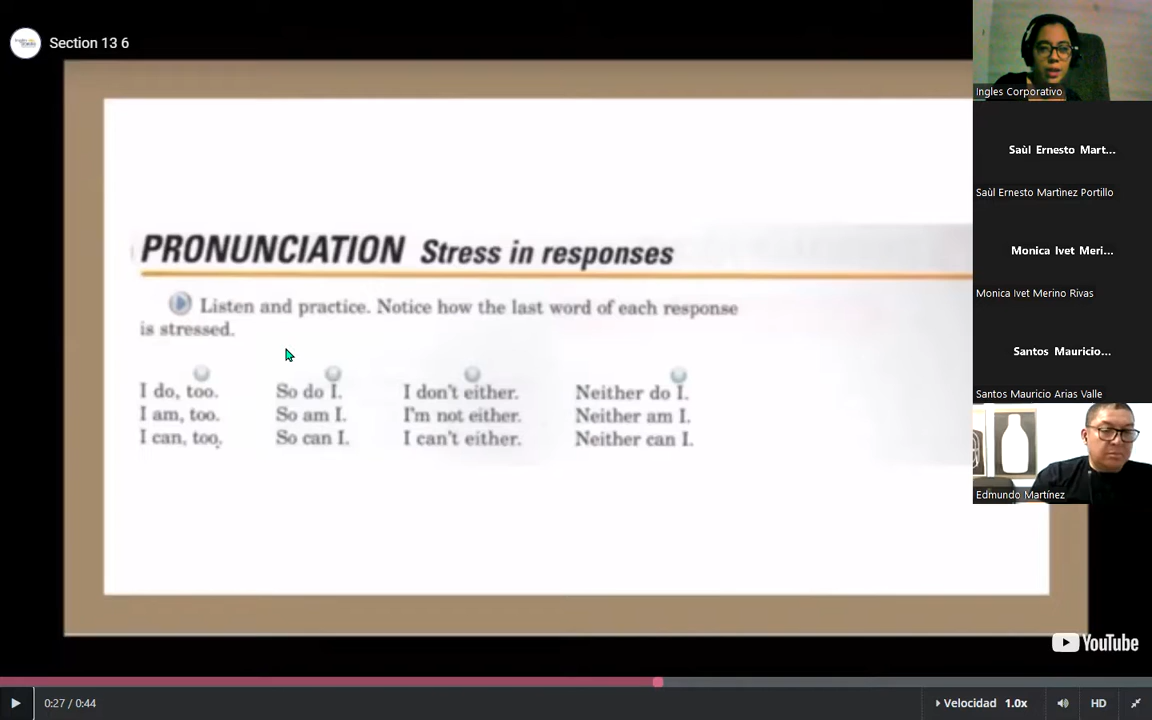 Section 13 6
PRONUNCIATION Stress in responses
Listen and practice. Notice how the last word of each response
is stressed.
I do, too. So do I. I don't either. Neither do I.
I am, too. So am I. I'm not either. Neither am I.
I can, too. So can I. I can't either. Neither can I.
Ingles Corporativo
Saùl Ernesto Mart...
Saùl Ernesto Martìnez Portillo
Monica Ivet Meri...
Monica Ivet Merino Rivas
Santos Mauricio...
Santos Mauricio Arias Valle
Edmundo Martínez
YouTube
0:27 / 0:44
Velocidad 1.0x
HD